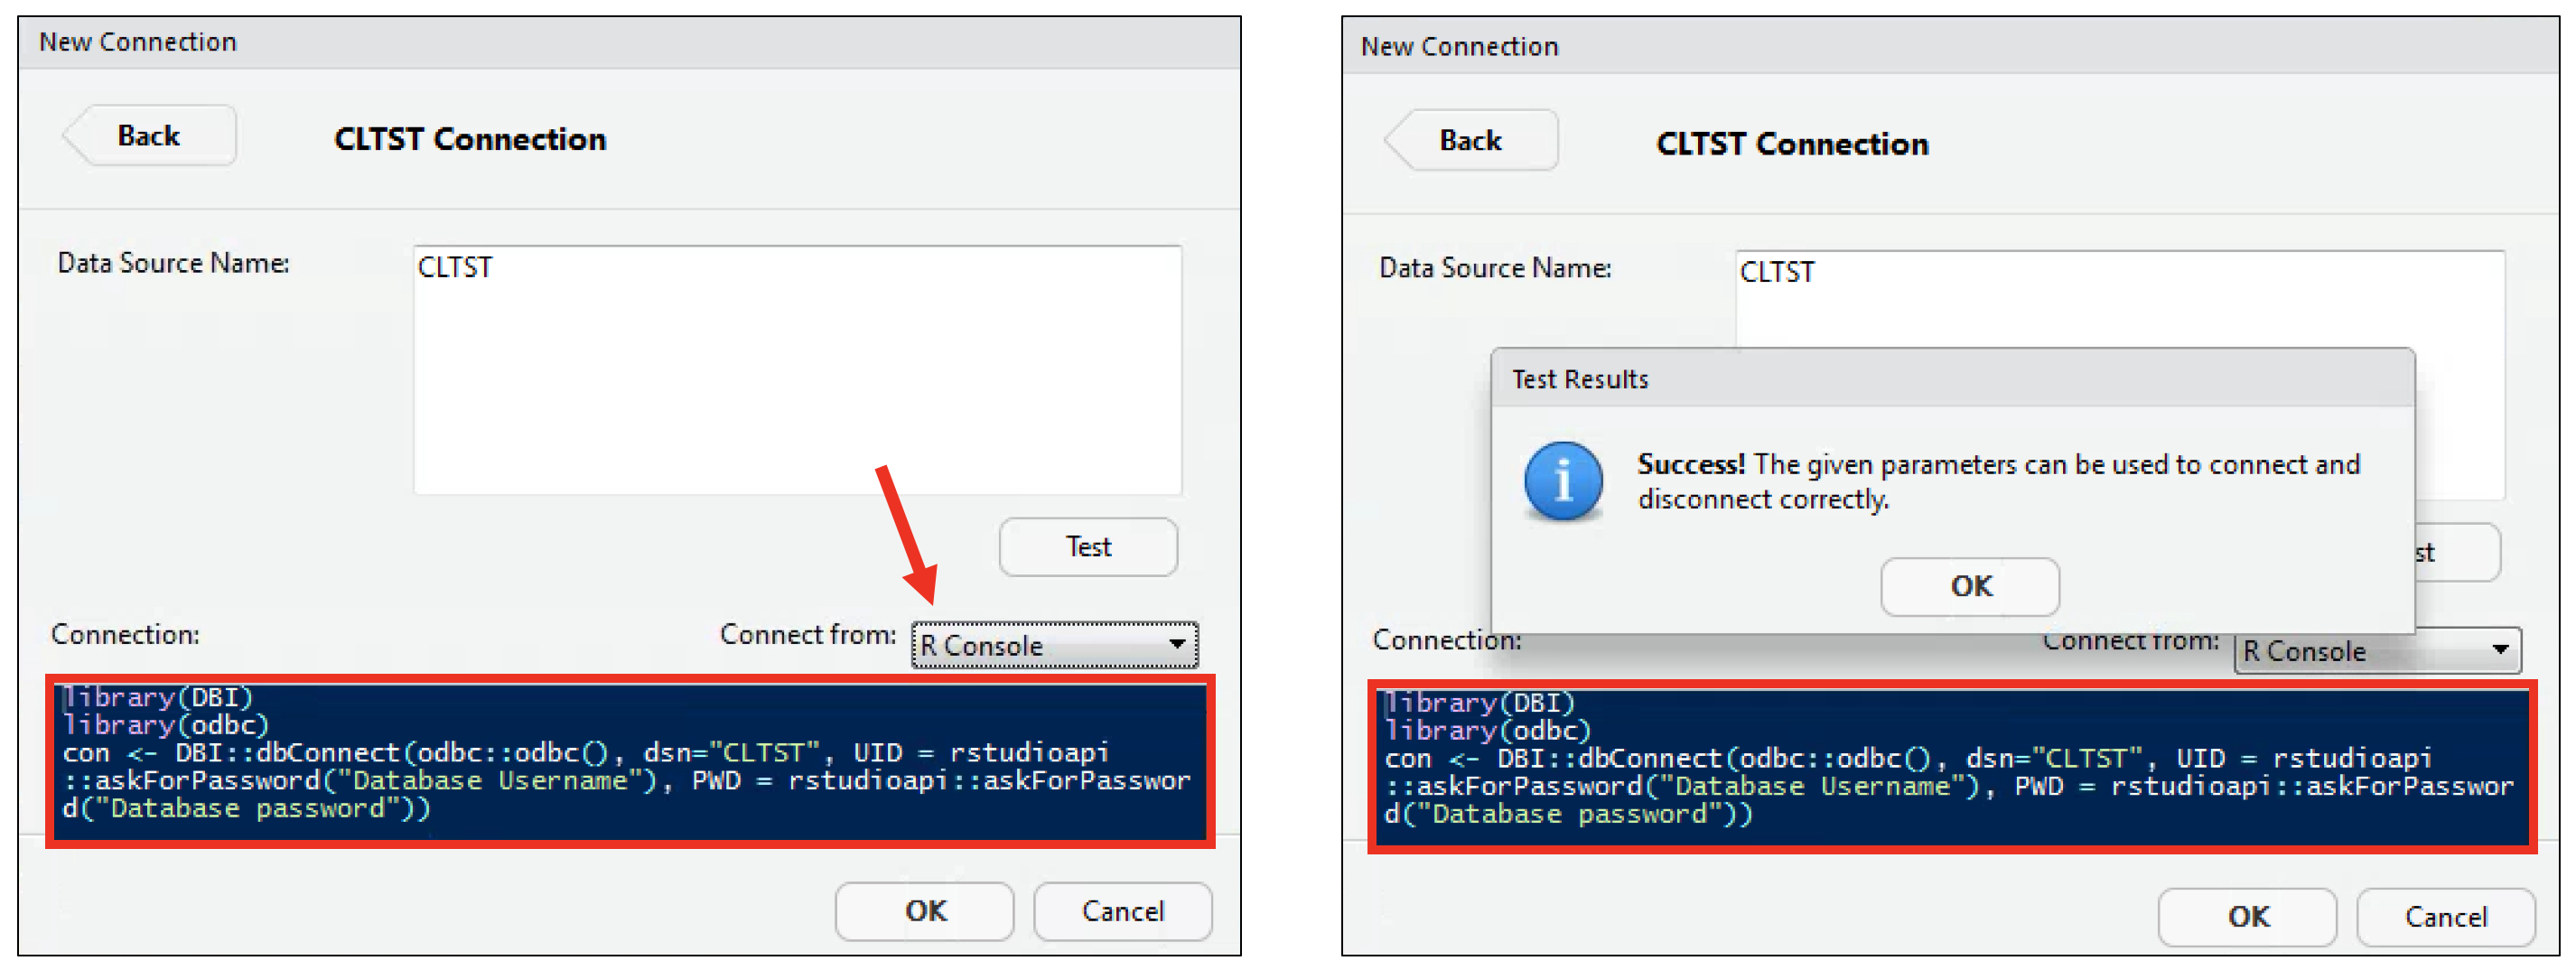 New Connection
Back
CLTST Connection
Data Source Name:
CLTST
Test
Connection:
Connect from:
R Console
library(DBI)
library(odbc)
con <- DBI::dbConnect(odbc::odbc(), dsn="CLTST", UID = rstudioapi
::askForPassword("Database Username"), PWD = rstudioapi::askForPasswor
d("Database password"))
OK
Cancel
New Connection
Back
CLTST Connection
Data Source Name:
CLTST
Test Results
Success! The given parameters can be used to connect and
disconnect correctly.
OK
st
Connection:
Connect from:
R Console
library(DBI)
library(odbc)
con <- DBI::dbConnect(odbc::odbc(), dsn="CLTST", UID = rstudioapi
::askForPassword("Database Username"), PWD = rstudioapi::askForPasswor
d("Database password"))
OK
Cancel